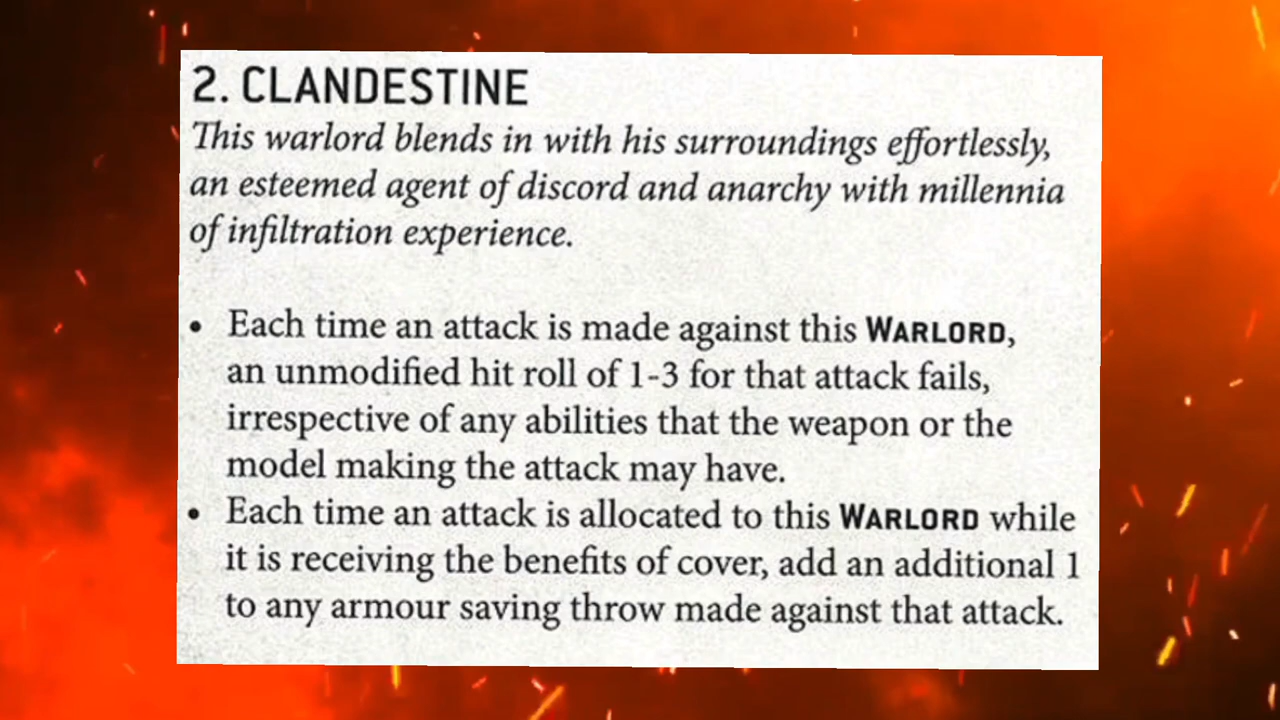 2. CLANDESTINE
This warlord blends in with his surroundings effortlessly,
an esteemed agent of discord and anarchy with millennia
of infiltration experience.
• Each time an attack is made against this WARLORD,
an unmodified hit roll of 1-3 for that attack fails,
irrespective of any abilities that the weapon or the
model making the attack may have.
• Each time an attack is allocated to this WARLORD while
it is receiving the benefits of cover, add an additional 1
to any armour saving throw made against that attack.